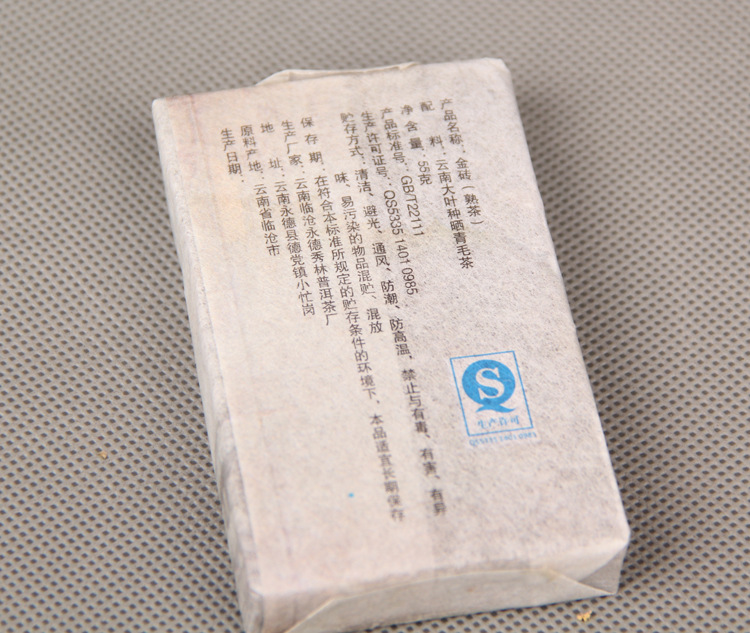 产品名称：金砖（熟茶）
配　料：云南大叶种晒青毛茶
净 含 量：55克
产品标准号：GB/T22111
生产许可证号：QS5335 1401 0985
贮存方式：清洁、避光、通风、防潮、防高温，禁止与有毒、有害、有异
味、易污染的物品混贮、混放
保 存 期：在符合本标准所规定的贮存条件的环境下，本品适宜长期保存
生产厂家：云南临沧永德秀林普洱茶厂
地　址：云南永德县德党镇小忙岗
原料产地：云南省临沧市
生产日期：
S
生产许可